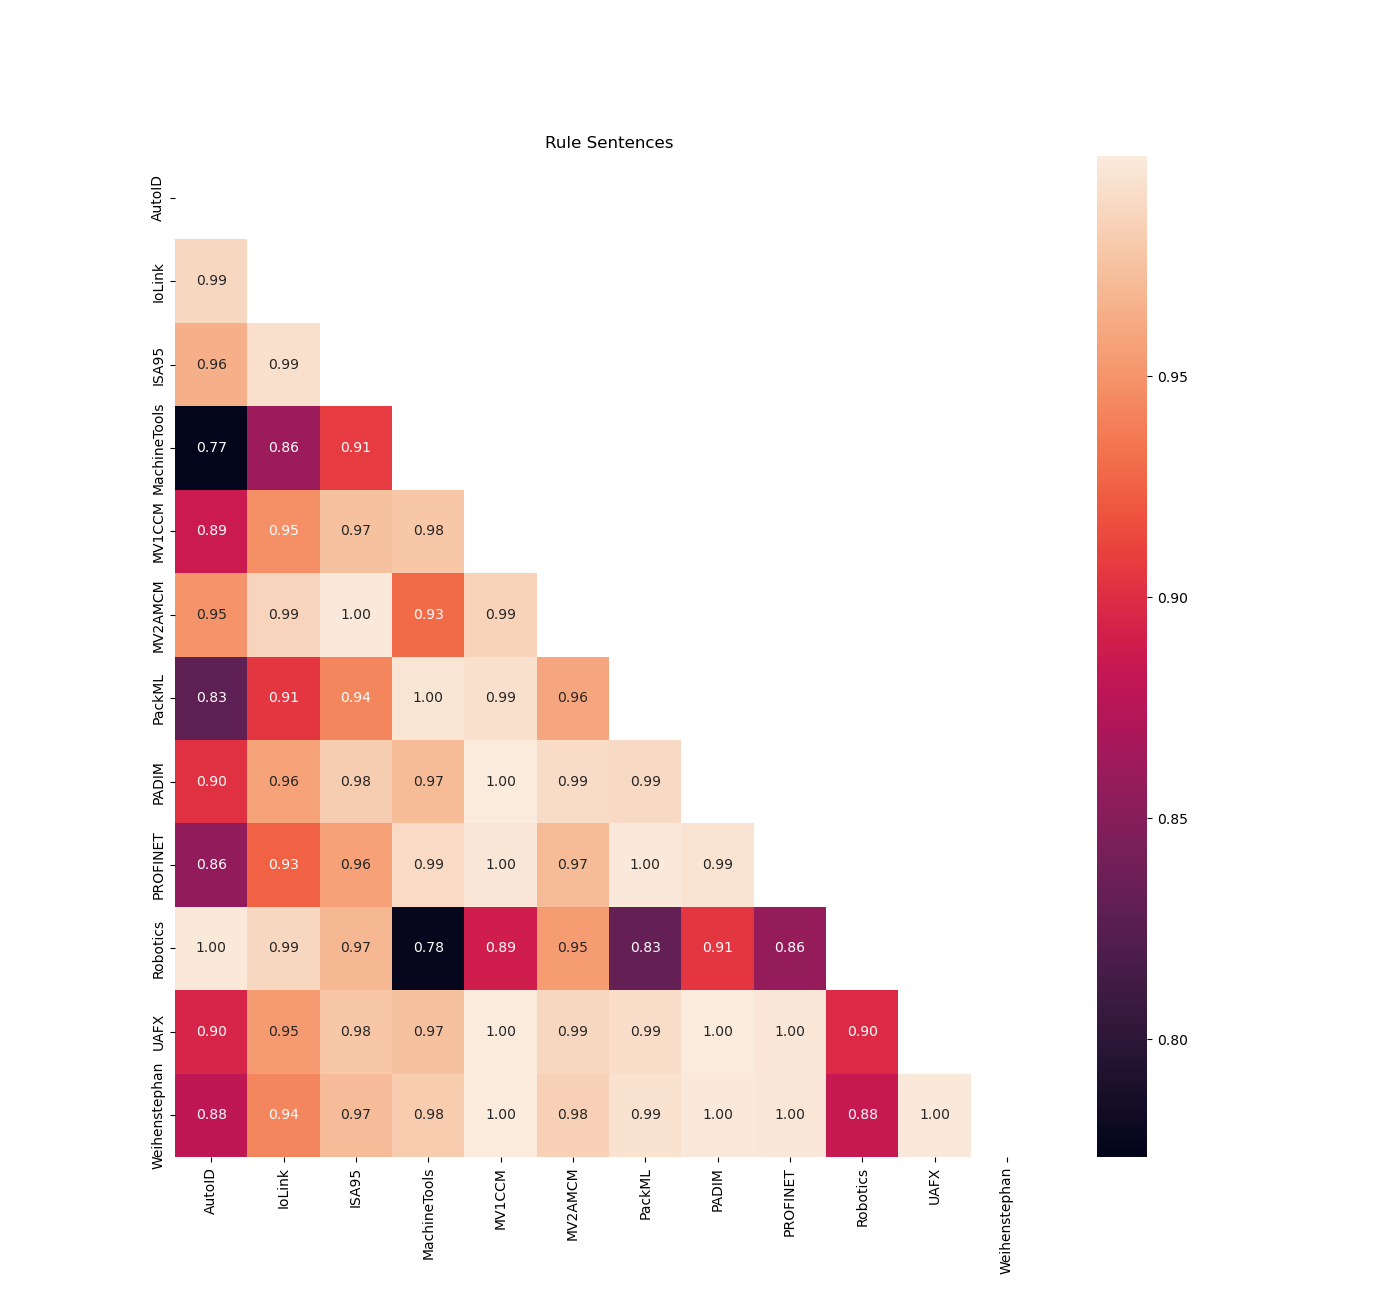 Rule Sentences
AutoID
IoLink 0.99
ISA95 0.96 0.99
MachineTools 0.77 0.86 0.91
MV1CCM 0.89 0.95 0.97 0.98
MV2AMCM 0.95 0.99 1.00 0.93 0.99
PackML 0.83 0.91 0.94 1.00 0.99 0.96
PADIM 0.90 0.96 0.98 0.97 1.00 0.99 0.99
PROFINET 0.86 0.93 0.96 0.99 1.00 0.97 1.00 0.99
Robotics 1.00 0.99 0.97 0.78 0.89 0.95 0.83 0.91 0.86
UAFX 0.90 0.95 0.98 0.97 1.00 0.99 0.99 1.00 1.00 0.90
Weihenstephan 0.88 0.94 0.97 0.98 1.00 0.98 0.99 1.00 1.00 0.88 1.00
AutoID IoLink ISA95 MachineTools MV1CCM MV2AMCM PackML PADIM PROFINET Robotics UAFX Weihenstephan
0.95
0.90
0.85
0.80